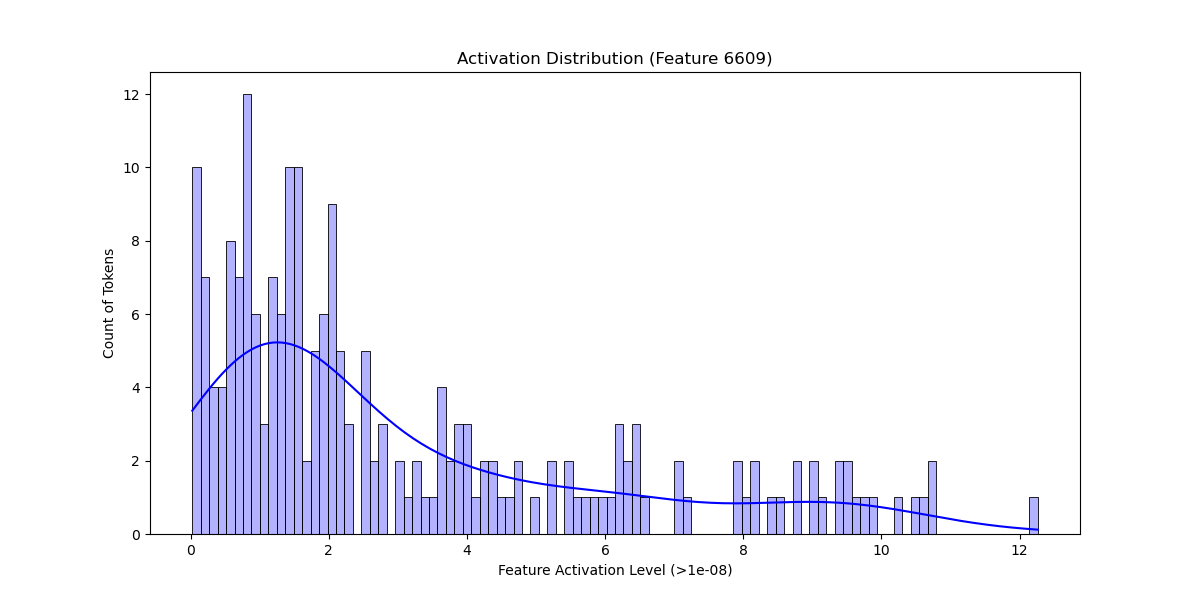 Activation Distribution (Feature 6609)
12
10
8
6
4
2
0
Count of Tokens
0 2 4 6 8 10 12
Feature Activation Level (>1e-08)